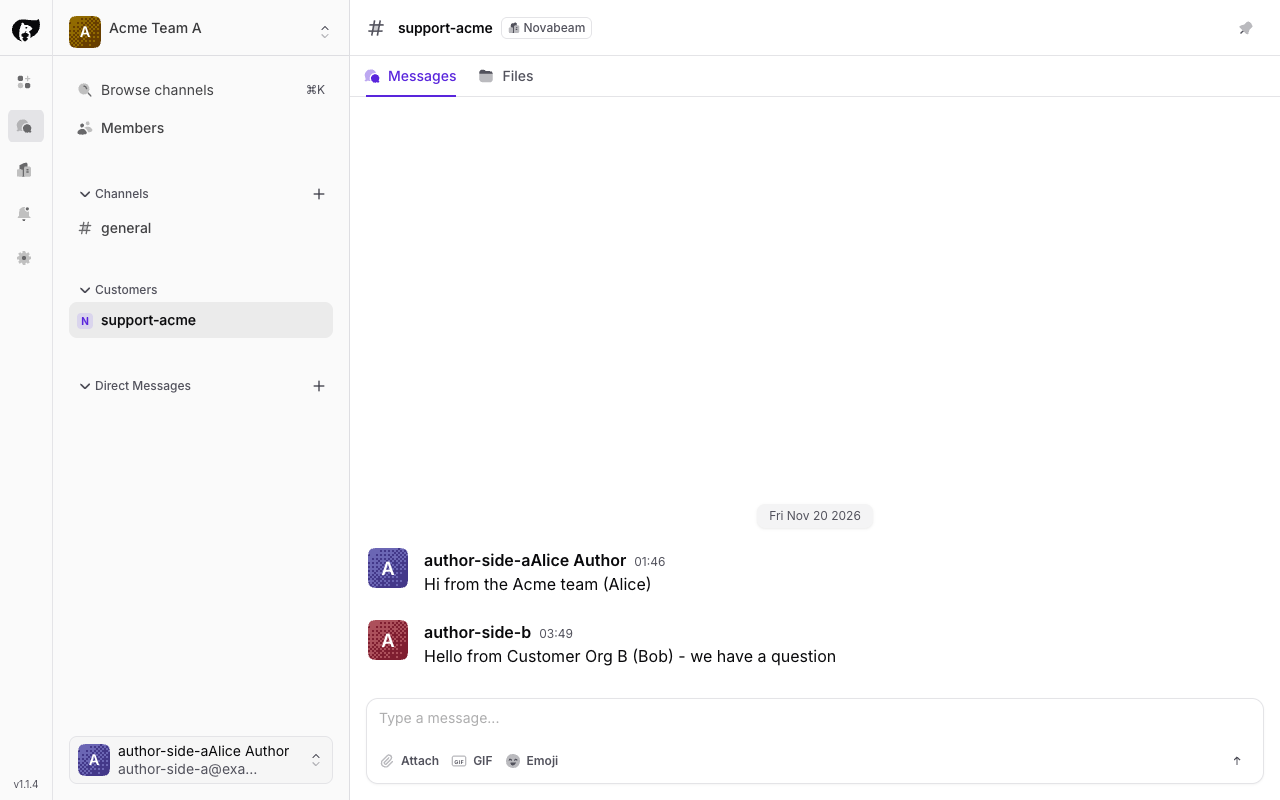 A Acme Team A
Browse channels ⌘K
Members
Channels
# general
Customers
N support-acme
Direct Messages
A author-side-aAlice Author
author-side-a@exa...
v1.1.4
# support-acme Novabeam
Messages Files
Fri Nov 20 2026
A author-side-aAlice Author 01:46
Hi from the Acme team (Alice)
A author-side-b 03:49
Hello from Customer Org B (Bob) - we have a question
Type a message...
Attach GIF GIF Emoji